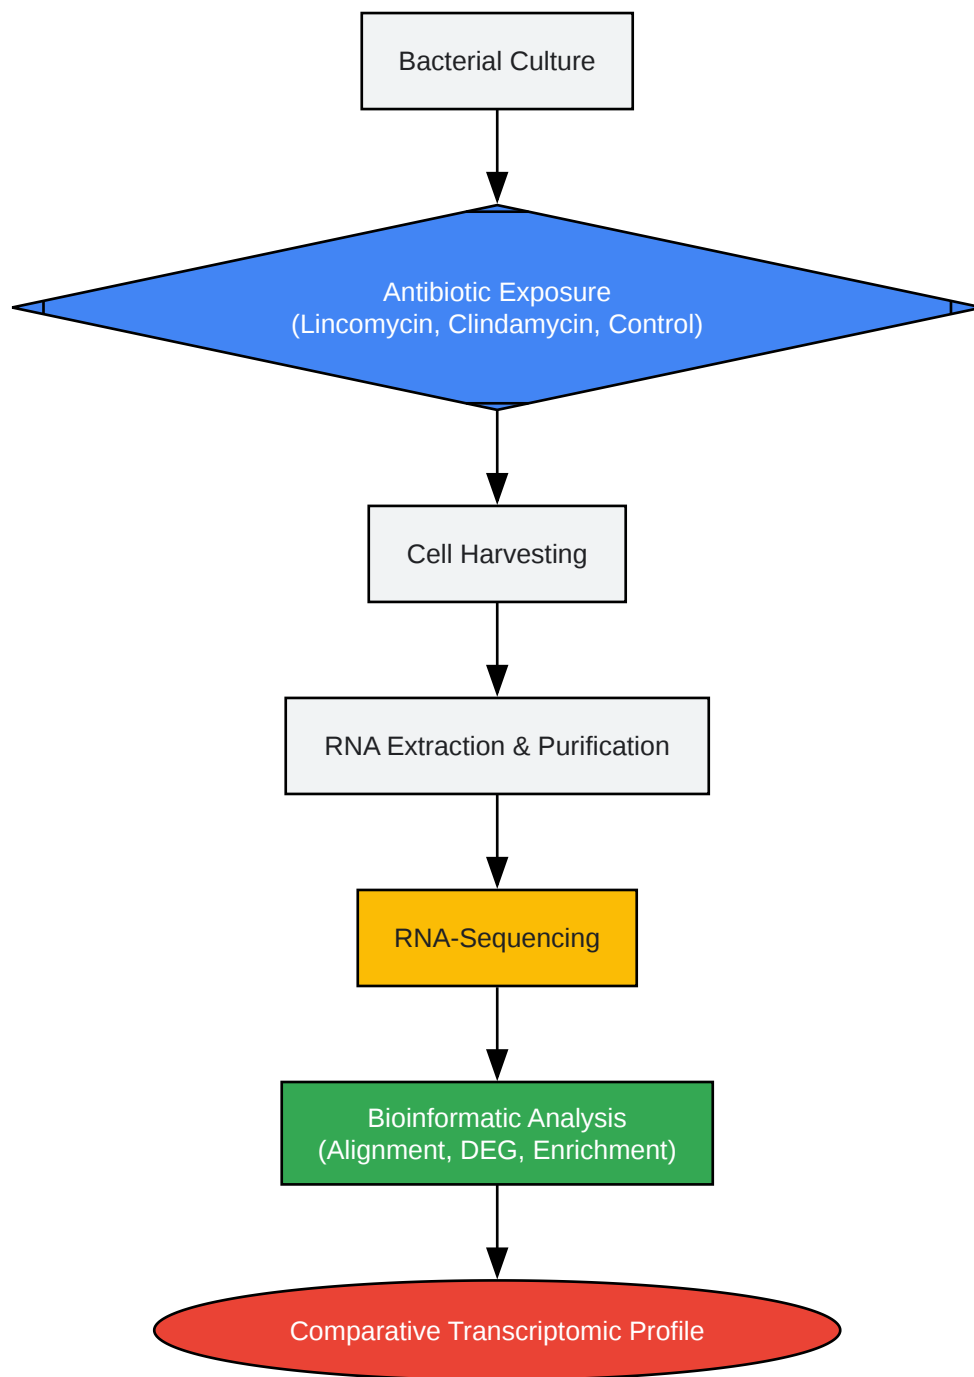 Bacterial Culture
Antibiotic Exposure
(Lincomycin, Clindamycin, Control)
Cell Harvesting
RNA Extraction & Purification
RNA-Sequencing
Bioinformatic Analysis
(Alignment, DEG, Enrichment)
Comparative Transcriptomic Profile